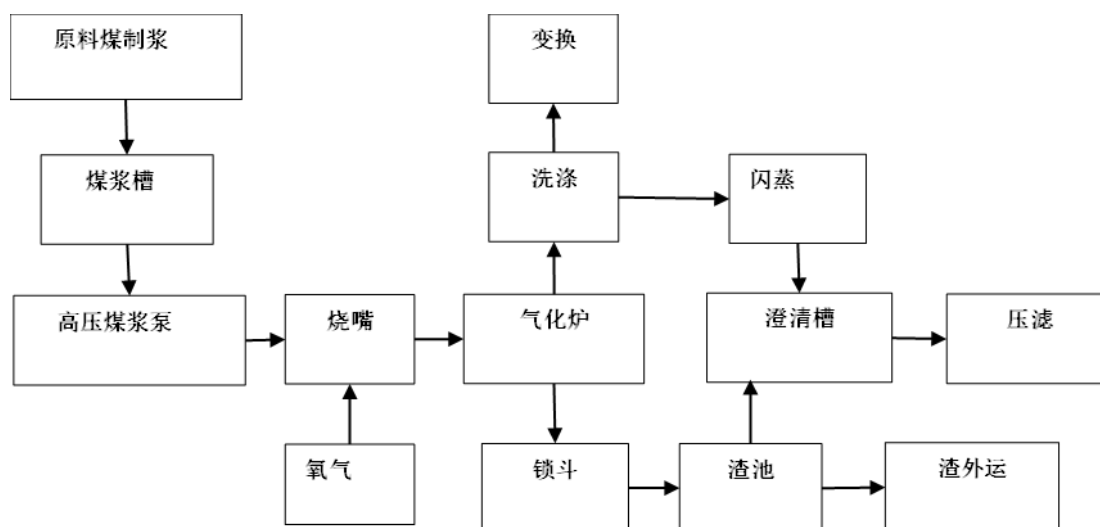 原料煤制浆
变换
煤浆槽
洗涤
闪蒸
高压煤浆泵
烧嘴
气化炉
澄清槽
压滤
氧气
锁斗
渣池
渣外运